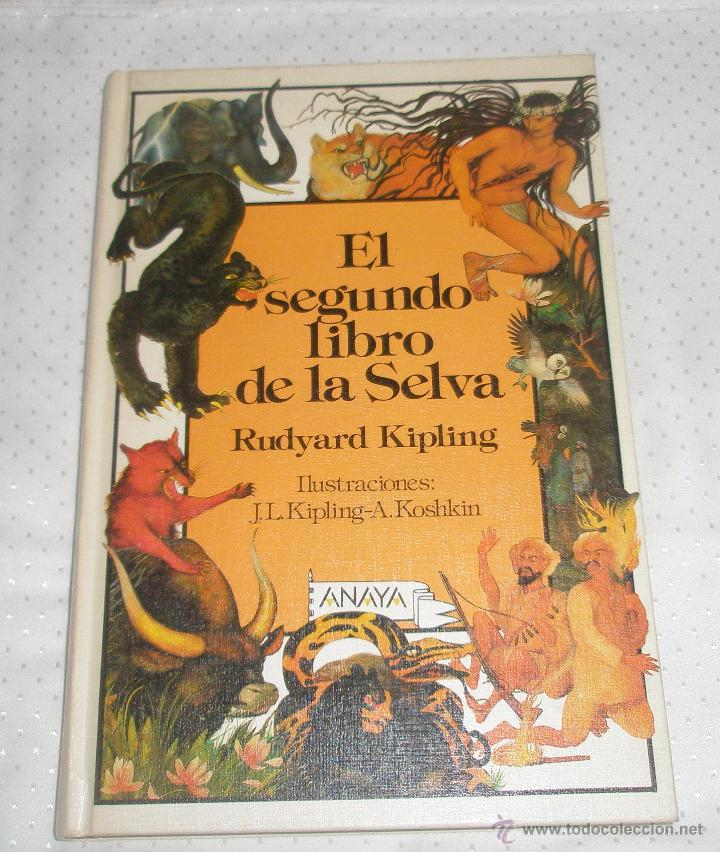 El
segundo
libro
de la Selva
Rudyard Kipling
Ilustraciones:
J.L.Kipling-A.Koshkin
ANAYA
© www.todocoleccion.net